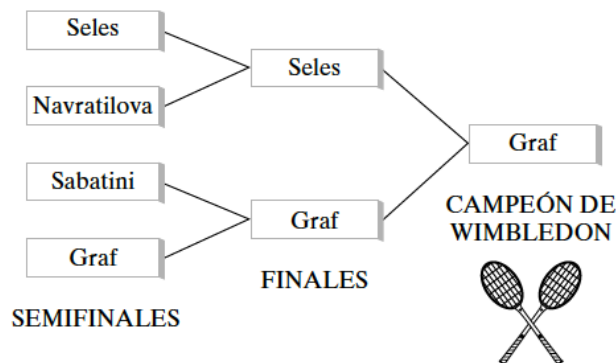 Seles
Navratilova
Sabatini
Graf
SEMIFINALES
Seles
Graf
FINALES
Graf
CAMPEÓN DE
WIMBLEDON